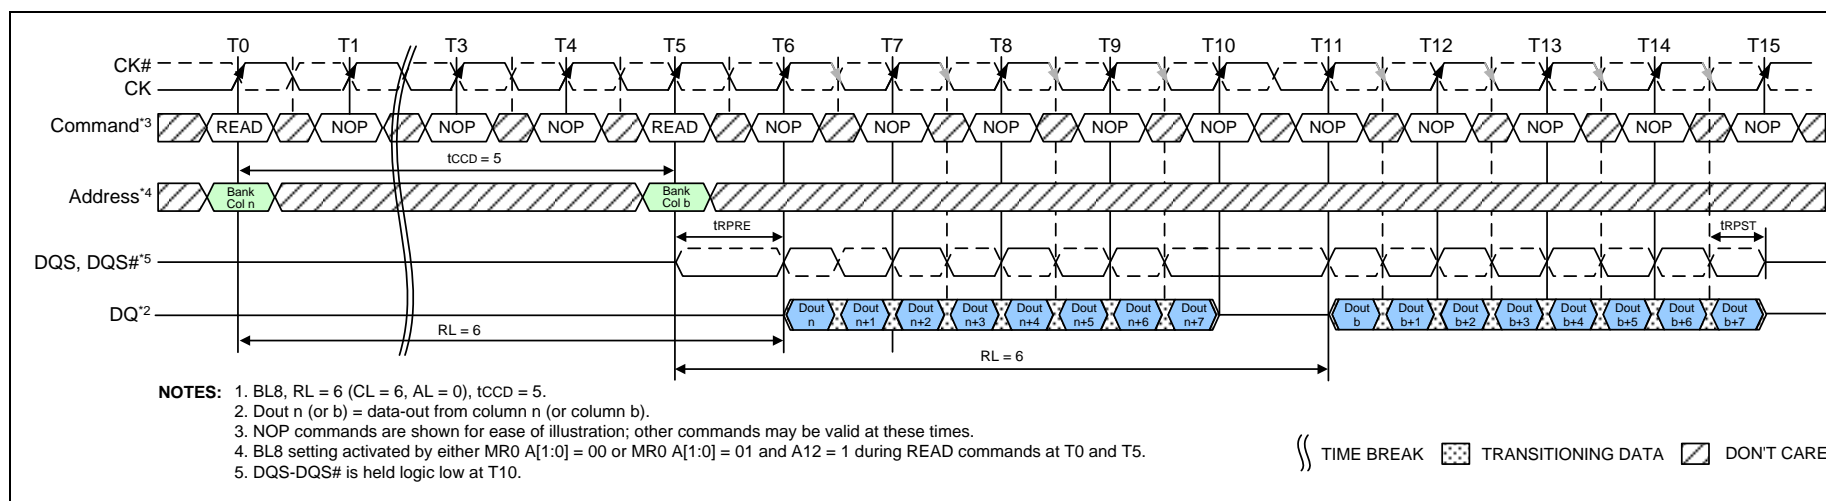 T0 T1 T3 T4 T5 T6 T7 T8 T9 T10 T11 T12 T13 T14 T15
CK#
CK
Command*3 READ NOP NOP NOP READ NOP NOP NOP NOP NOP NOP NOP NOP NOP NOP
tCCD = 5
Address*4 Bank Col n Bank Col b
tRPRE tRPST
DQS, DQS#*5
DQ*2 Dout n Dout n+1 Dout n+2 Dout n+3 Dout n+4 Dout n+5 Dout n+6 Dout n+7 Dout b Dout b+1 Dout b+2 Dout b+3 Dout b+4 Dout b+5 Dout b+6 Dout b+7
RL = 6
RL = 6
NOTES: 1. BL8, RL = 6 (CL = 6, AL = 0), tCCD = 5.
2. Dout n (or b) = data-out from column n (or column b).
3. NOP commands are shown for ease of illustration; other commands may be valid at these times.
4. BL8 setting activated by either MR0 A[1:0] = 00 or MR0 A[1:0] = 01 and A12 = 1 during READ commands at T0 and T5.
5. DQS-DQS# is held logic low at T10.
TIME BREAK TRANSITIONING DATA DON'T CARE